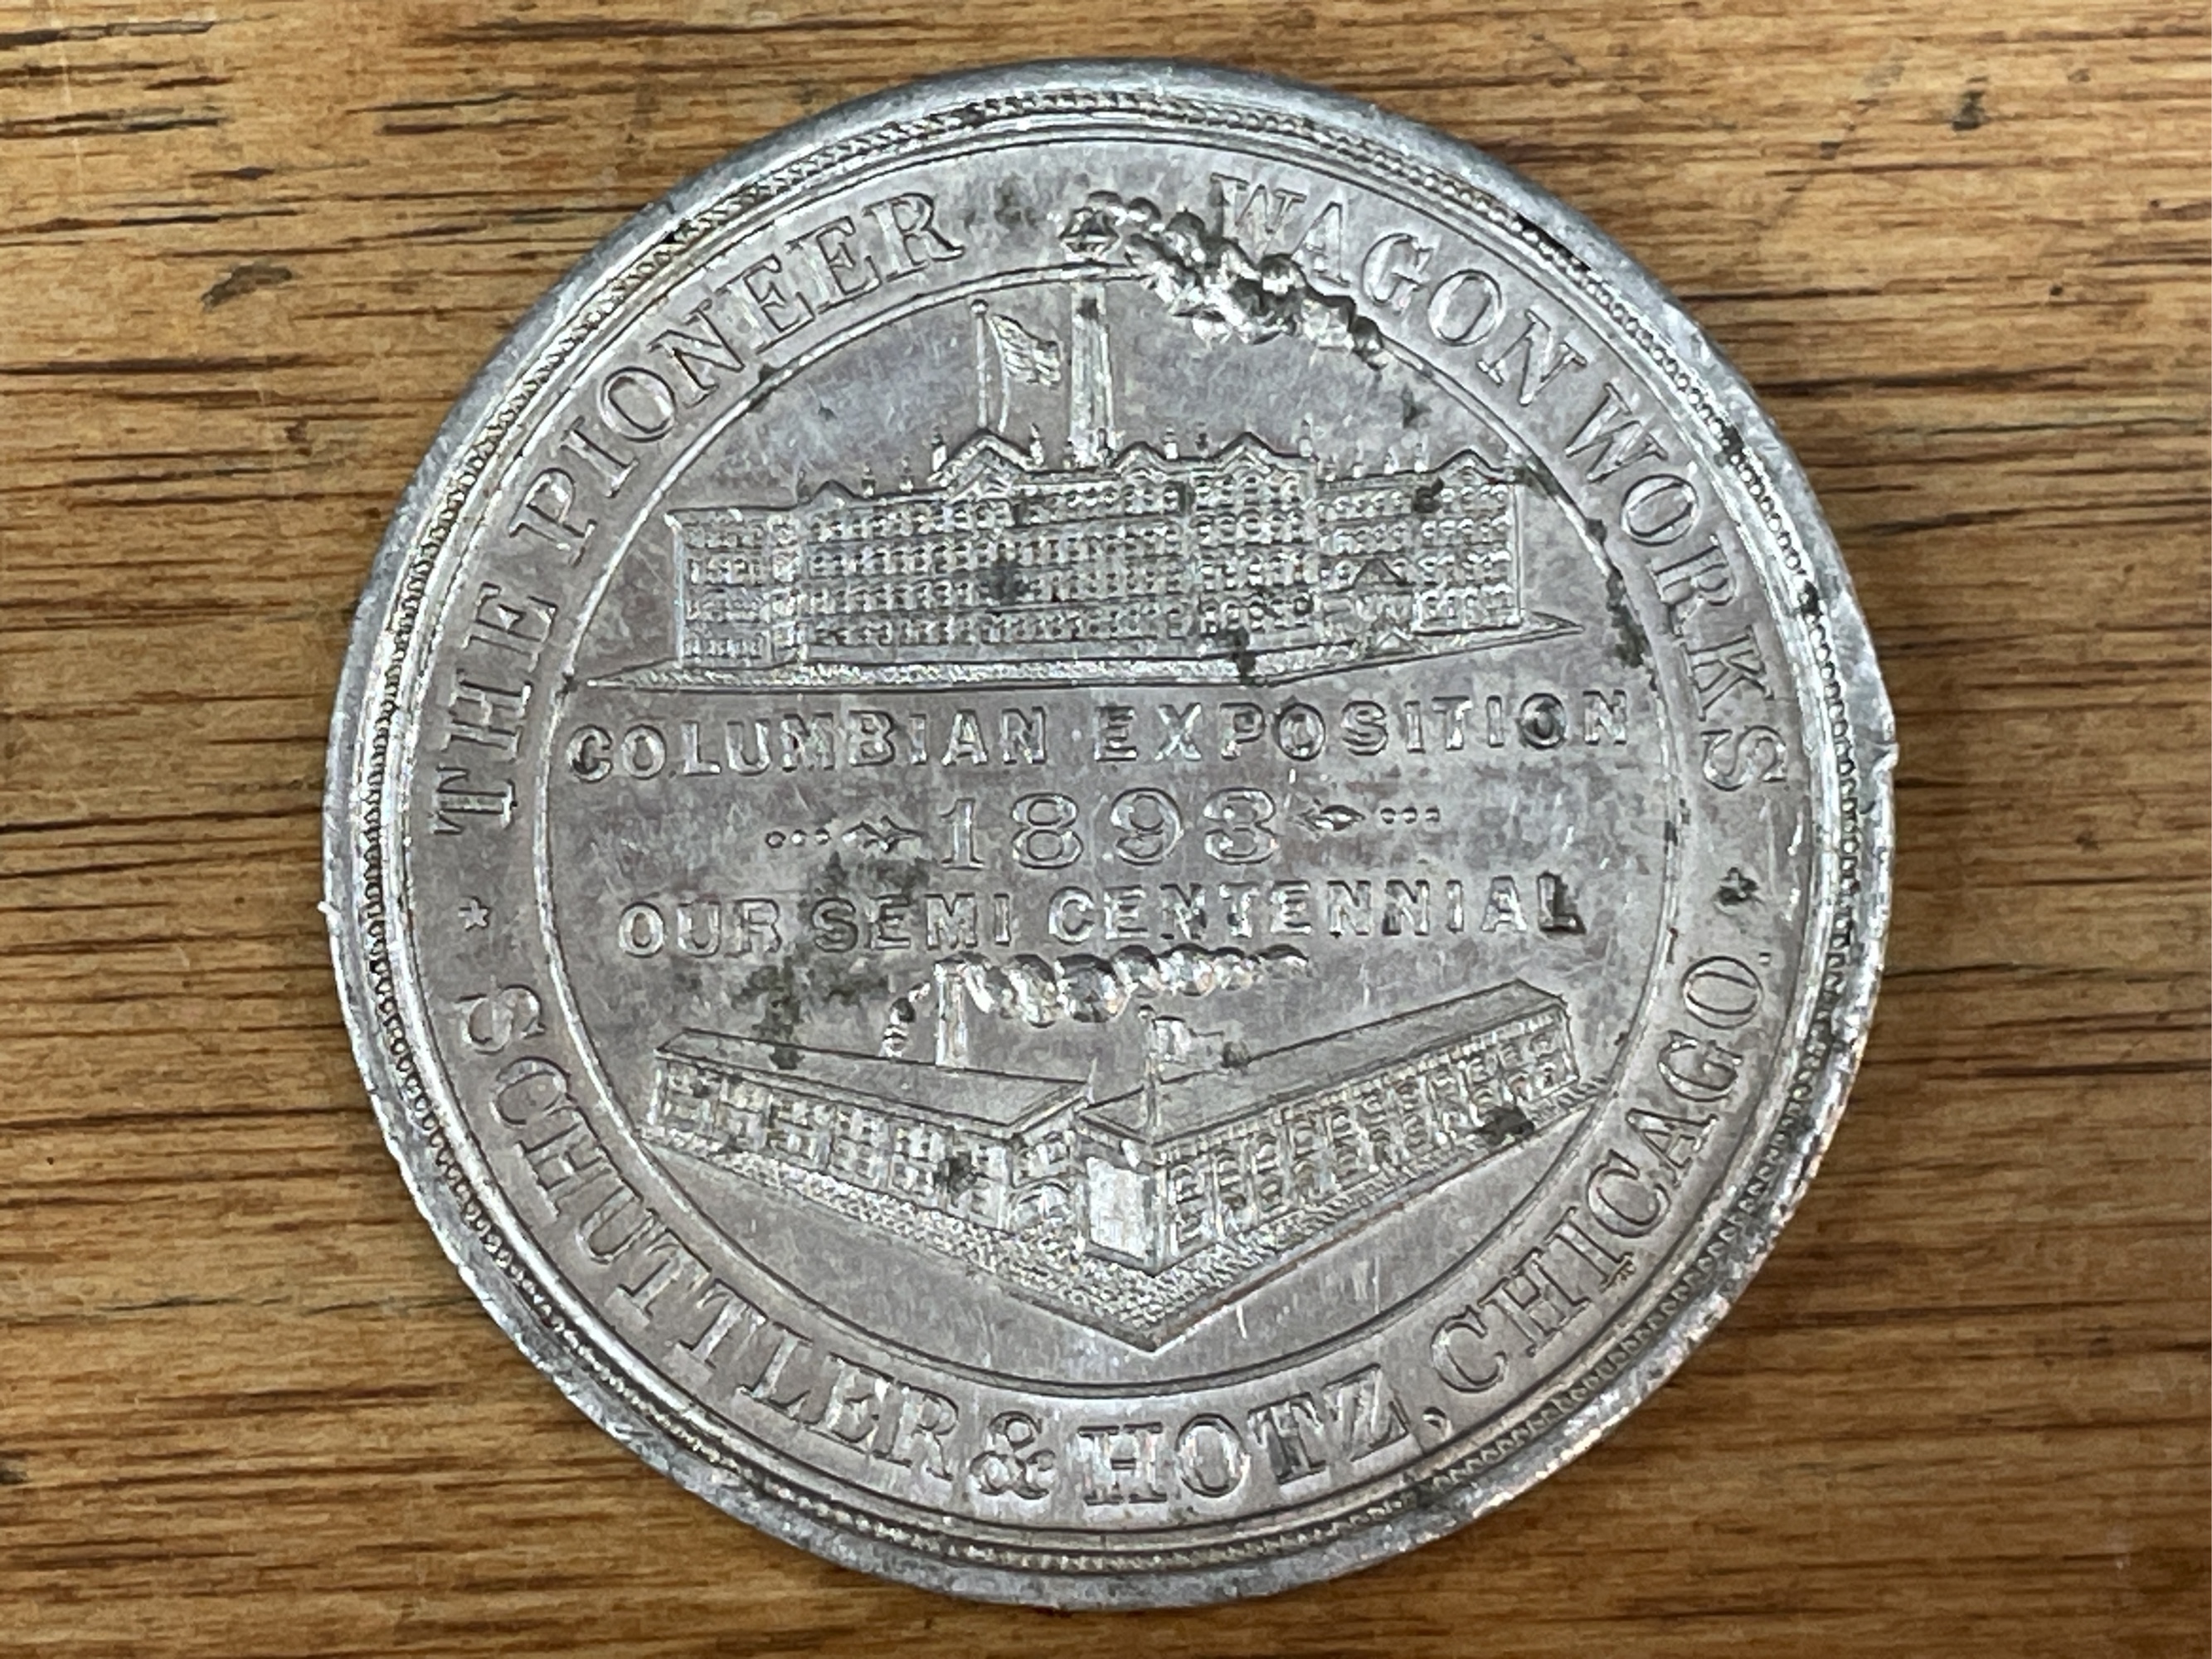 THE PIONEER WAGON WORKS
COLUMBIAN EXPOSITION
1893
OUR SEMI CENTENNIAL
SCHUTTLER & HOTZ, CHICAGO.